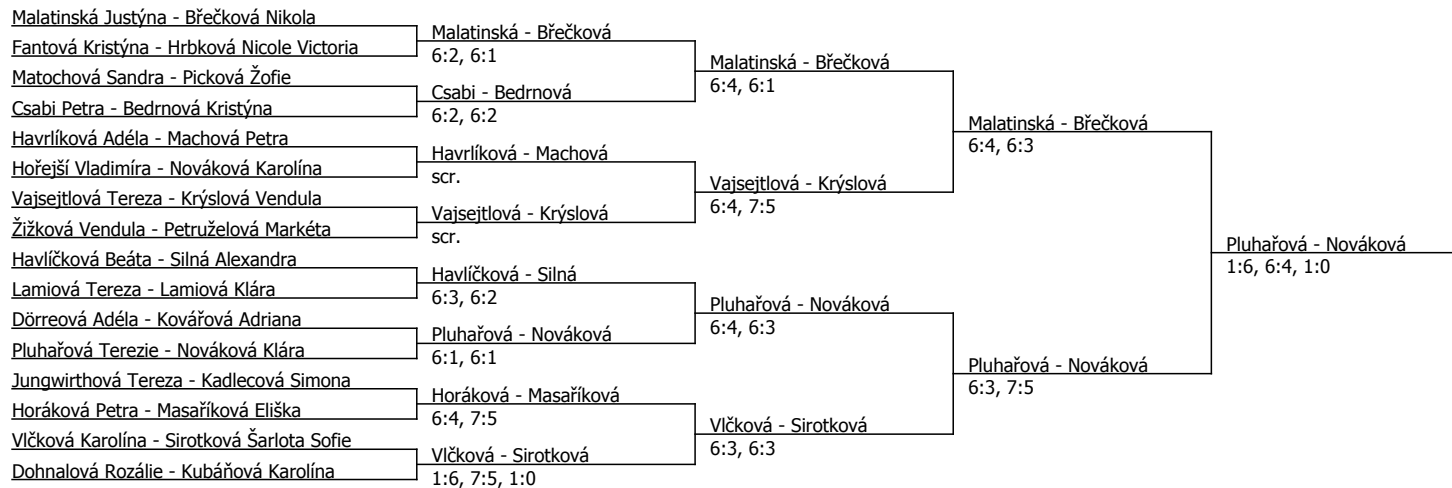 Malatinská Justýna - Břečková Nikola
Fantová Kristýna - Hrbková Nicole Victoria
Matochová Sandra - Picková Žofie
Csabi Petra - Bedrnová Kristýna
Havrlíková Adéla - Machová Petra
Hořejší Vladimíra - Nováková Karolína
Vajsejtlová Tereza - Krýslová Vendula
Žižková Vendula - Petruželová Markéta
Havlíčková Beáta - Silná Alexandra
Lamiová Tereza - Lamiová Klára
Dörreová Adéla - Kovářová Adriana
Pluhařová Terezie - Nováková Klára
Jungwirthová Tereza - Kadlecová Simona
Horáková Petra - Masaříková Eliška
Vlčková Karolína - Sirotková Šarlota Sofie
Dohnalová Rozálie - Kubáňová Karolína
Malatinská - Břečková
6:2, 6:1
Csabi - Bedrnová
6:2, 6:2
Havrlíková - Machová
scr.
Vajsejtlová - Krýslová
scr.
Havlíčková - Silná
6:3, 6:2
Pluhařová - Nováková
6:1, 6:1
Horáková - Masaříková
6:4, 7:5
Vlčková - Sirotková
1:6, 7:5, 1:0
Malatinská - Břečková
6:4, 6:1
Vajsejtlová - Krýslová
6:4, 7:5
Pluhařová - Nováková
6:4, 6:3
Vlčková - Sirotková
6:3, 6:3
Malatinská - Břečková
6:4, 6:3
Pluhařová - Nováková
6:3, 7:5
Pluhařová - Nováková
1:6, 6:4, 1:0